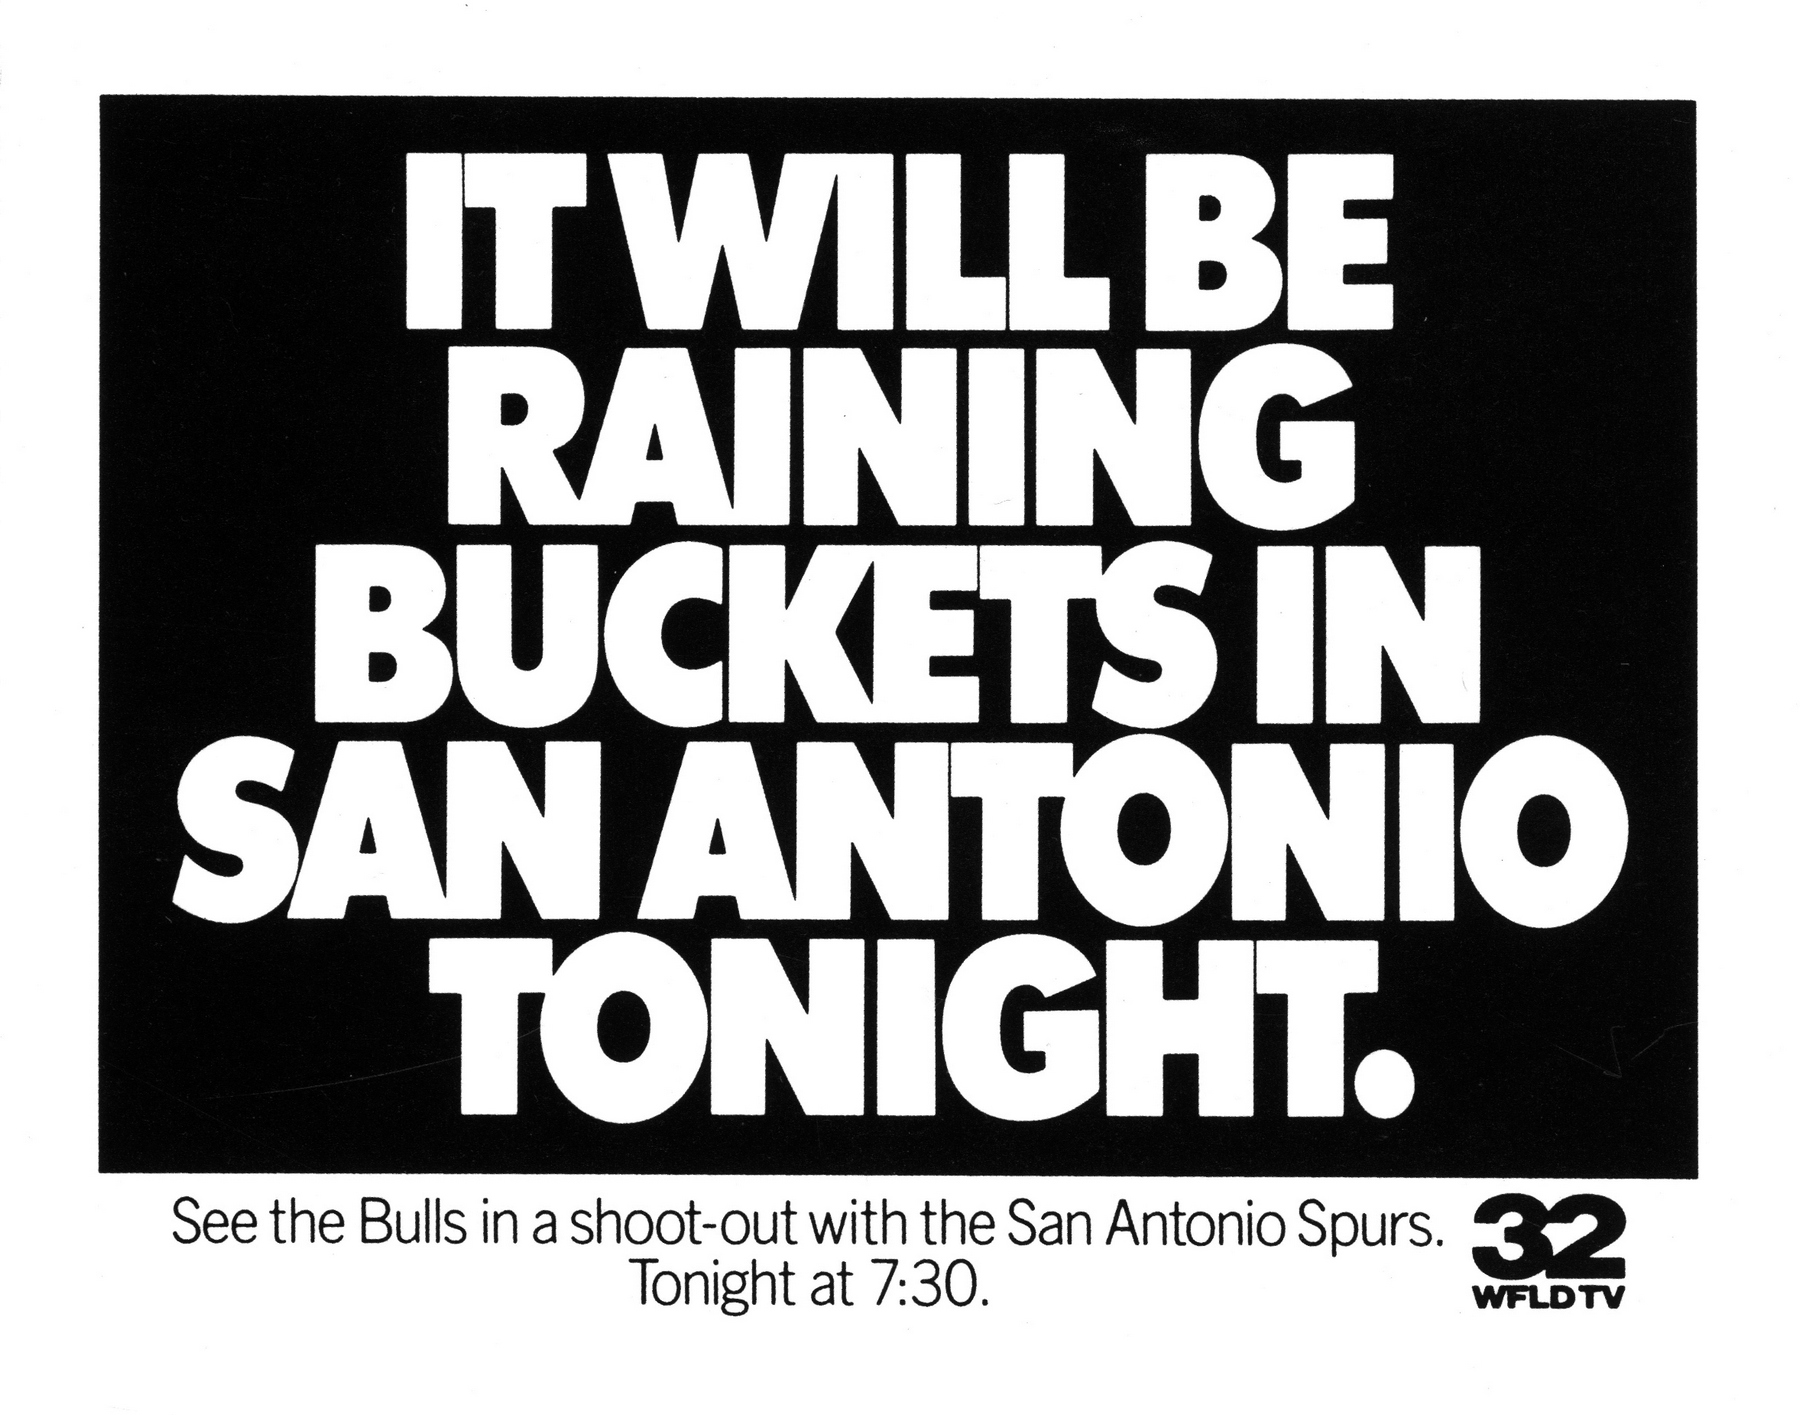 IT WILL BE
RAINING
BUCKETS IN
SAN ANTONIO
TONIGHT.
See the Bulls in a shoot-out with the San Antonio Spurs.
Tonight at 7:30.
32
WFLD TV